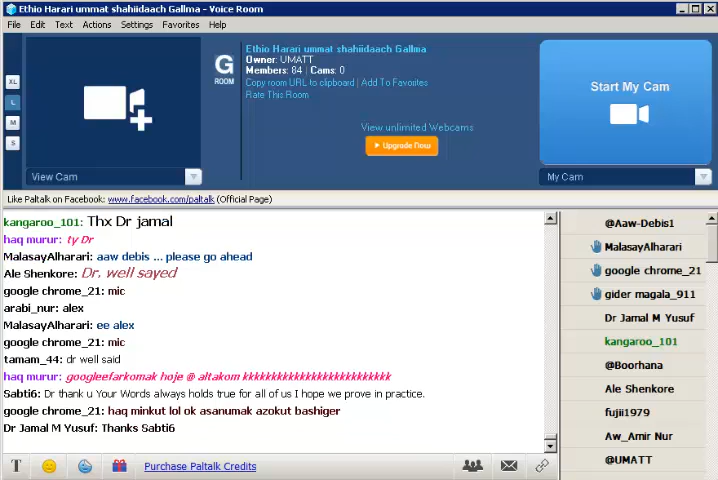 Ethio Harari ummat shahiidaach Gallma - Voice Room
File Edit Text Actions Settings Favorites Help
XL
L
M
S
View Cam
G
ROOM
Ethio Harari ummat shahiidaach Gallma
Owner: UMATT
Members: 84 | Cams: 0
Copy room URL to clipboard | Add To Favorites
Rate This Room
View unlimited Webcams
Upgrade Now
Start My Cam
My Cam
Like Paltalk on Facebook: www.facebook.com/paltalk (Official Page)
kangaroo_101: Thx Dr jamal
haq murur: ty Dr
MalasayAlharari: aaw debis ... please go ahead
Ale Shenkore: Dr. well sayed
google chrome_21: mic
arabi_nur: alex
MalasayAlharari: ee alex
google chrome_21: mic
tamam_44: dr well said
haq murur: googleefarkomak hoje @ altakom kkkkkkkkkkkkkkkkkkkkkkkkkk
Sabti6: Dr thank u Your Words always holds true for all of us I hope we prove in practice.
google chrome_21: haq minkut lol ok asanumak azokut bashiger
Dr Jamal M Yusuf: Thanks Sabti6
@Aaw-Debis1
MalasayAlharari
google chrome_21
gider magala_911
Dr Jamal M Yusuf
kangaroo_101
@Boorhana
Ale Shenkore
fujii1979
Aw_Amir Nur
@UMATT
T
Purchase Paltalk Credits